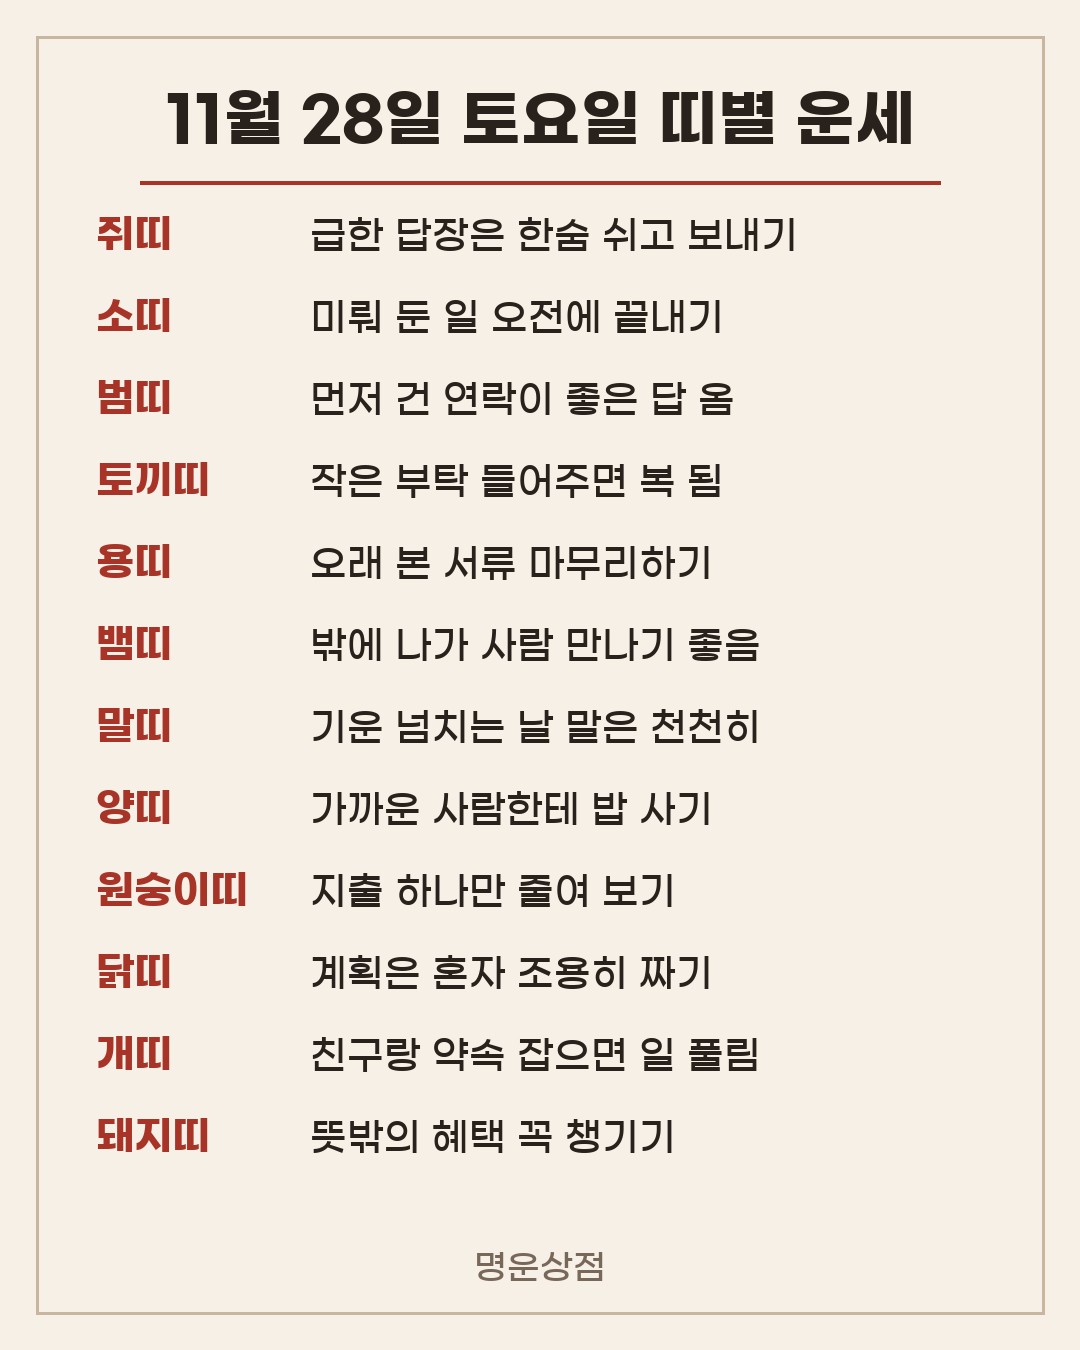 11월 28일 토요일 띠별 운세
쥐띠 급한 답장은 한숨 쉬고 보내기
소띠 미뤄 둔 일 오전에 끝내기
범띠 먼저 건 연락이 좋은 답 옴
토끼띠 작은 부탁 들어주면 복 됨
용띠 오래 본 서류 마무리하기
뱀띠 밖에 나가 사람 만나기 좋음
말띠 기운 넘치는 날 말은 천천히
양띠 가까운 사람한테 밥 사기
원숭이띠 지출 하나만 줄여 보기
닭띠 계획은 혼자 조용히 짜기
개띠 친구랑 약속 잡으면 일 풀림
돼지띠 뜻밖의 혜택 꼭 챙기기
명운상점